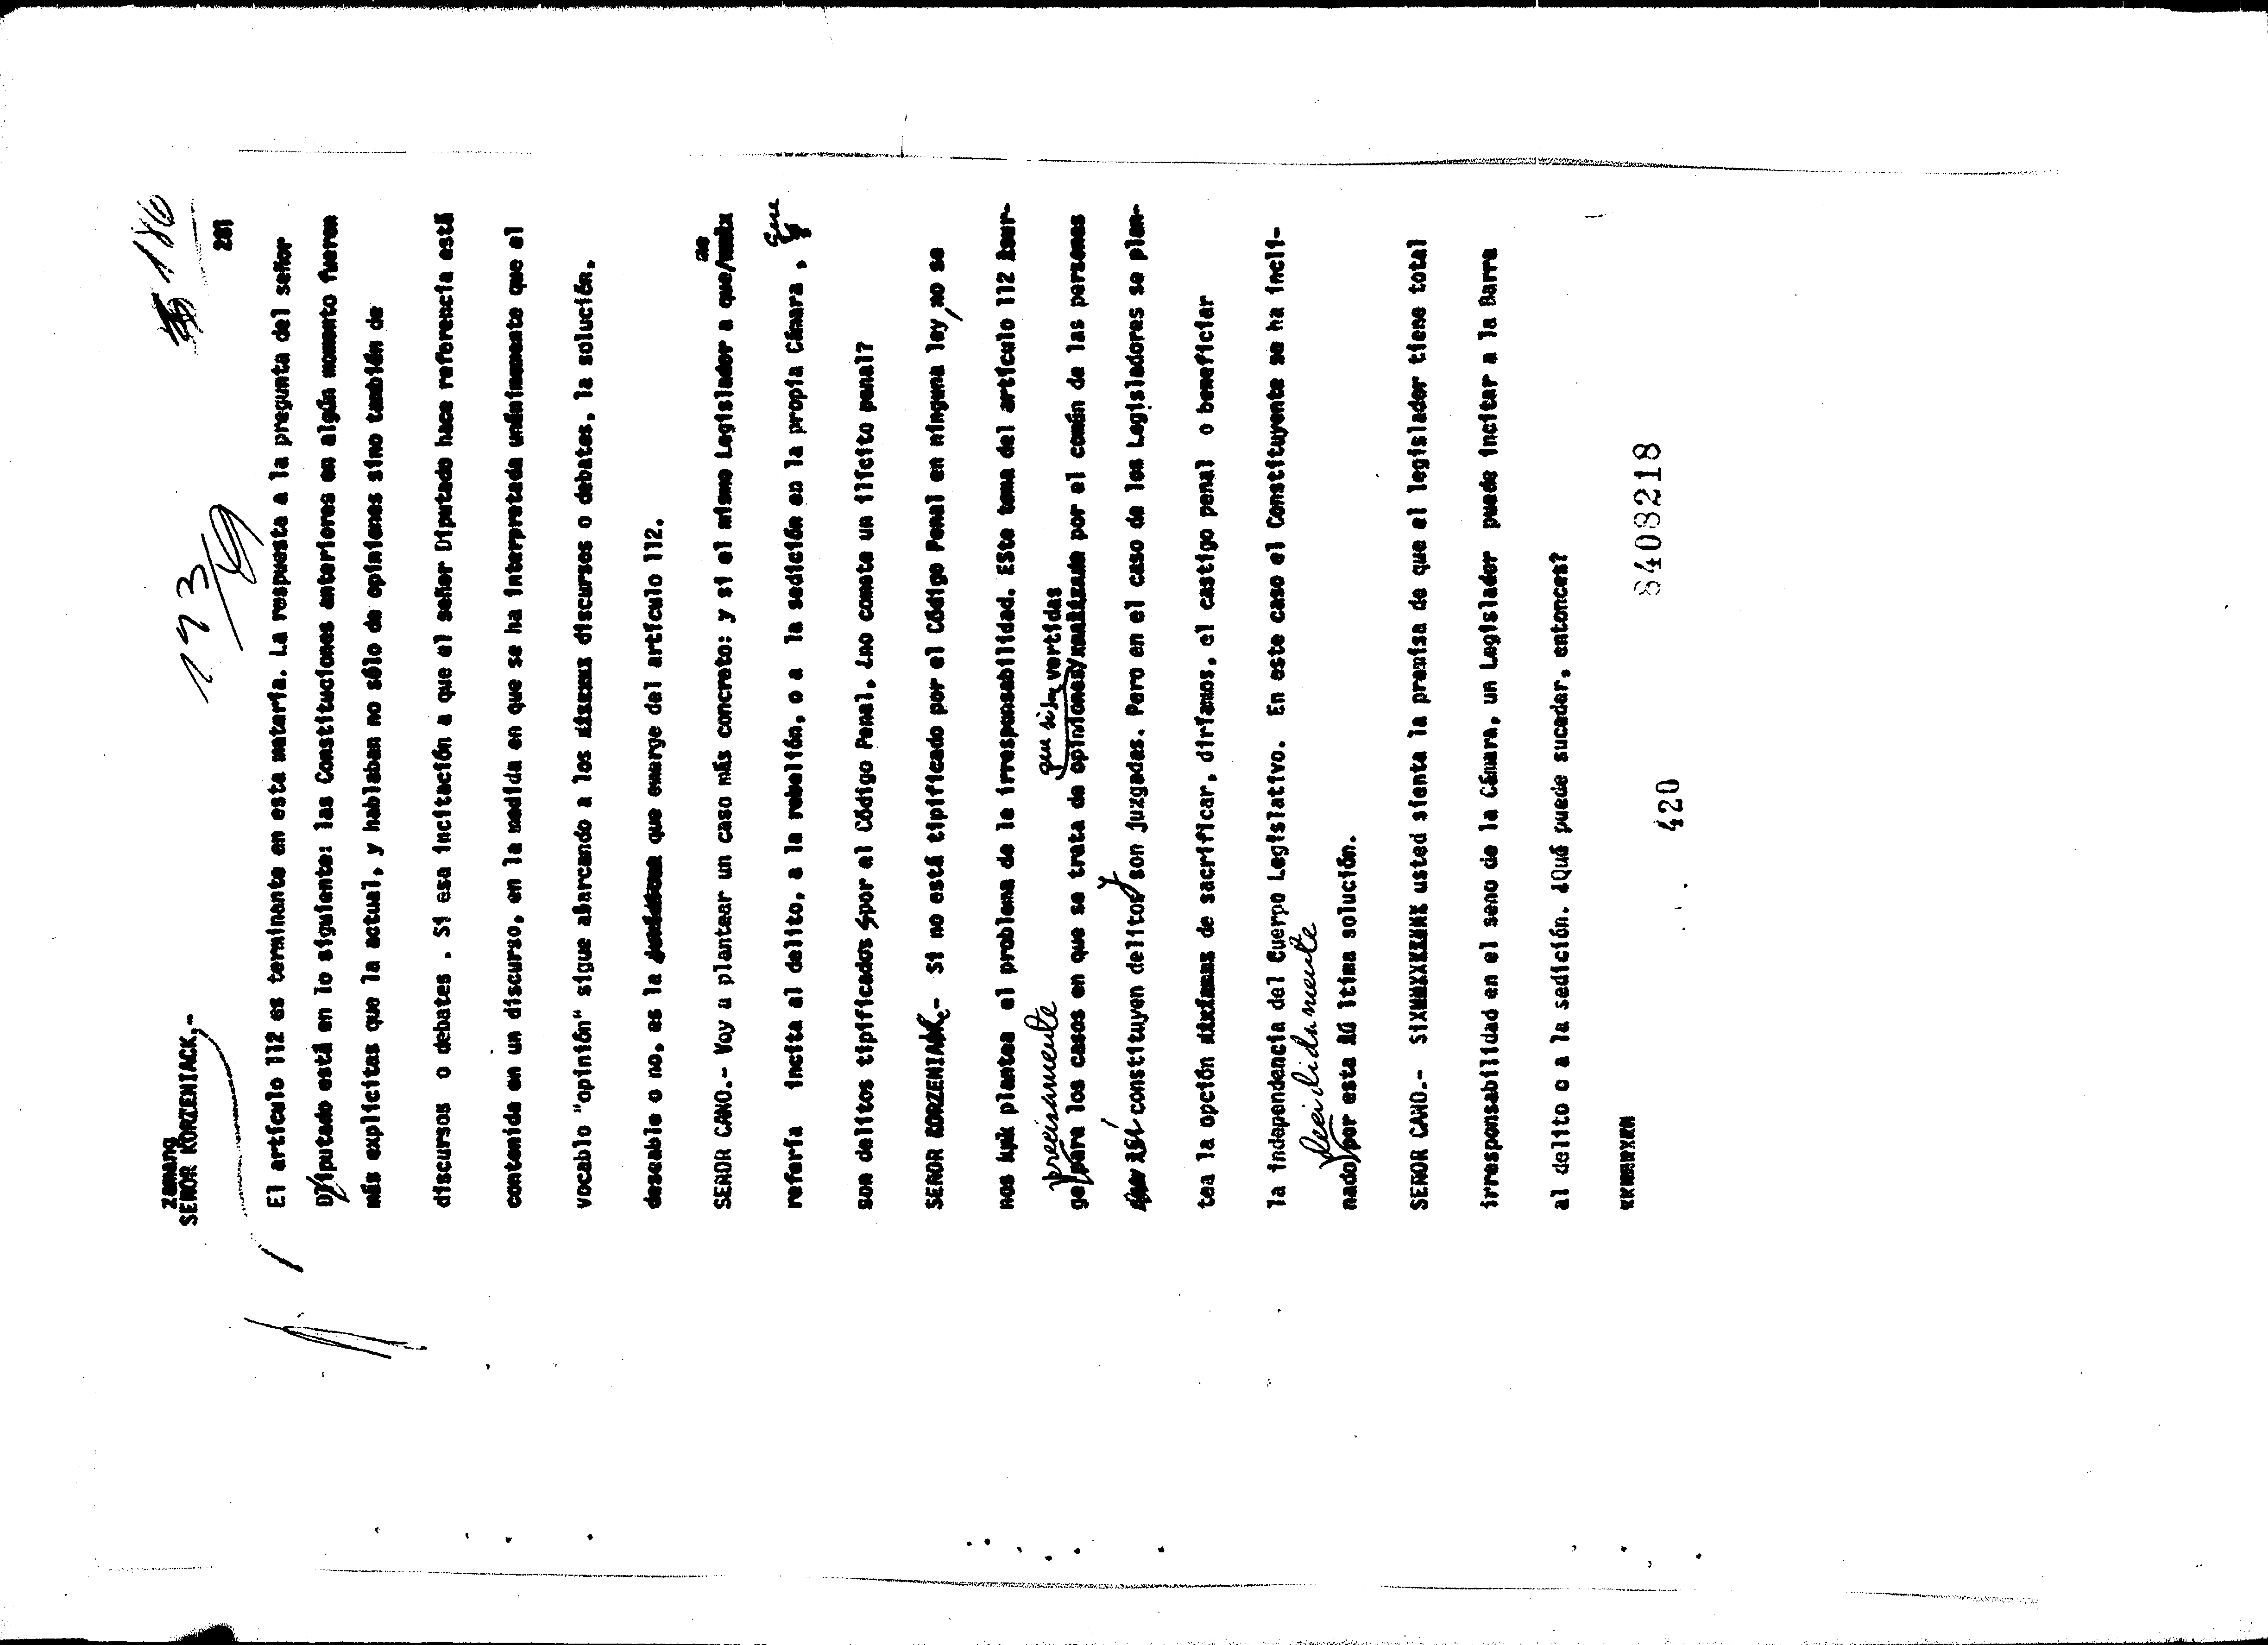 186
193/9
281
zamang
SEÑOR KORZENIACK.-
El artículo 112 es terminante en esta materia. La respuesta a la pregunta del señor
Diputado está en lo siguiente: las Constituciones anteriores en algún momento fueron
más explícitas que la actual, y hablaban no sólo de opiniones sino también de
discursos o debates . Si esa incitación a que el señor Diputado hace referencia está
contenida en un discurso, en la medida en que se ha interpretada unánimamente que el
vocablo "opinión" sigue abarcando a los discursos o debates, la solución,
deseable o no, es la que emerge del artículo 112.
me
SEÑOR CANO.- Voy a plantear un caso más concreto: y si el mismo Legislador a que/
refería incita al delito, a la rebelión, o a la sedición en la propia Cámara , que
son delitos tipificados por el Código Penal, ¿no comete un ilícito penal?
SEÑOR KORZENIACK.- Si no está tipificado por el Código Penal en ninguna ley, no se
nos plantea el problema de la irresponsabilidad. ESte tema del artículo 112 sur-
precisamente que si son vertidas
ge para los casos en que se trata de opiniones/ por el común de las personas
constituyen delitos y son juzgadas. Pero en el caso de los Legisladores se plan-
tea la opción de sacrificar, diríamos, el castigo penal o beneficiar
la independencia del Cuerpo Legislativo. En este caso el Constituyente se ha incli-
decididamente
nado por esta última solución.
SEÑOR CANO.- SI usted sienta la premisa de que el legislador tiene total
irresponsabilidad en el seno de la Cámara, un Legislador puede incitar a la Barra
al delito o a la sedición. ¿Qué puede suceder, entonces?
420 8408218